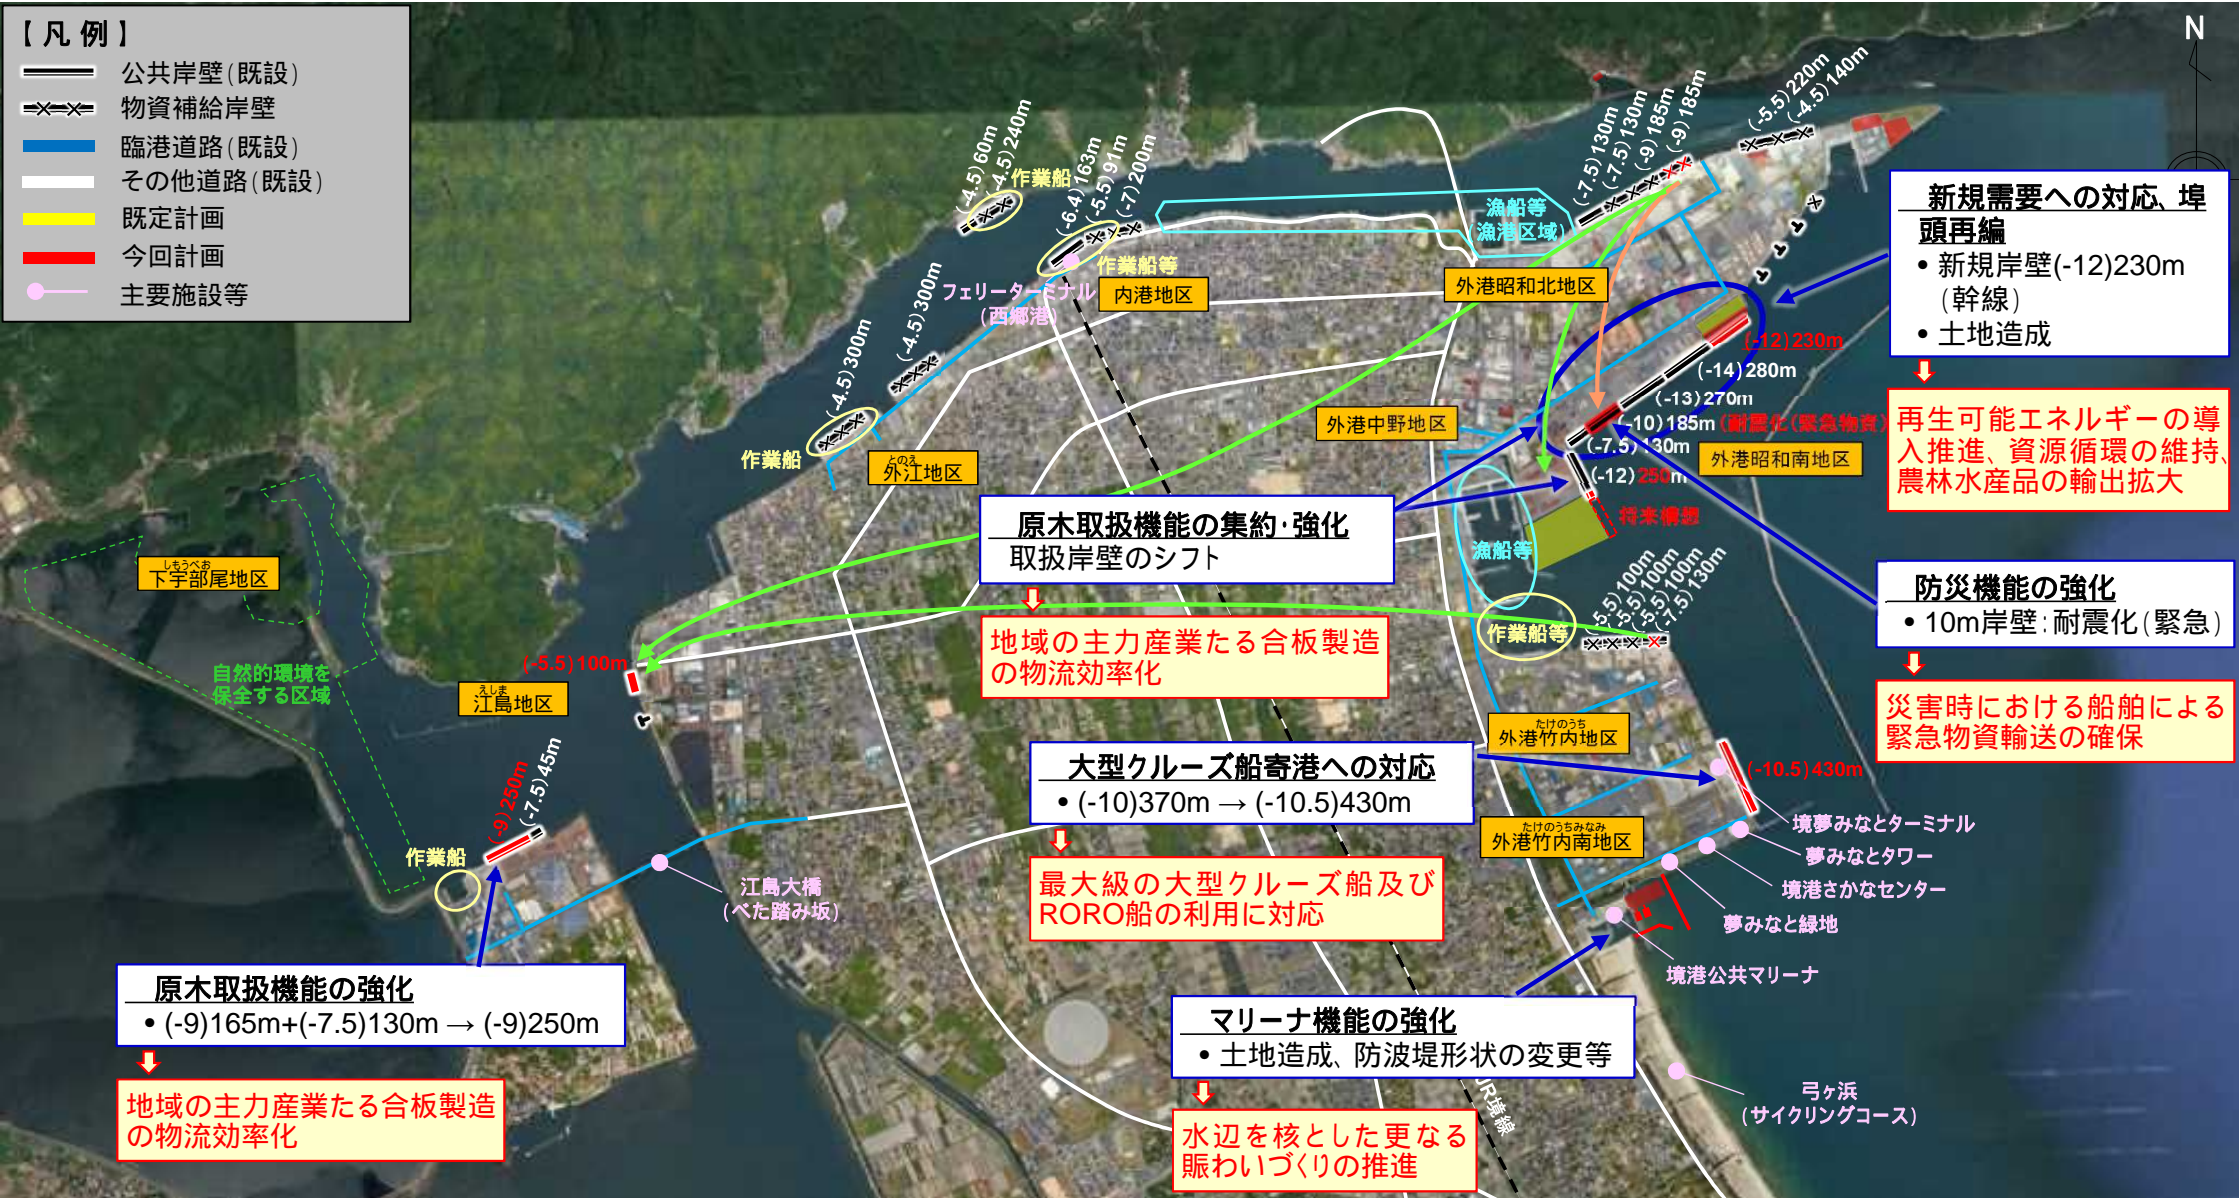 【 凡 例 】
公共岸壁(既設)
物資補給岸壁
臨港道路(既設)
その他道路(既設)
既定計画
今回計画
主要施設等
N
(-4.5)60m
(-4.5)240m
作業船
(-6.4)163m
(-5.5)91m
(-7)200m
作業船等
フェリーターミナル
(西郷港)
内港地区
漁船等
(漁港区域)
(-7.5)130m
(-7.5)130m
(-9)185m
(-9)185m
(-5.5)220m
(-4.5)140m
外港昭和北地区
新規需要への対応、埠
頭再編
• 新規岸壁(-12)230m
(幹線)
• 土地造成
再生可能エネルギーの導
入推進、資源循環の維持、
農林水産品の輸出拡大
(-12)230m
(-14)280m
(-13)270m
(-10)185m(耐震化(緊急物資)
(-7.5)130m
(-12)250m
外港昭和南地区
将来構想
外港中野地区
漁船等
(-4.5)300m
(-4.5)300m
作業船
とのえ
外江地区
原木取扱機能の集約・強化
取扱岸壁のシフト
地域の主力産業たる合板製造
の物流効率化
(-5.5)100m
(-5.5)100m
(-5.5)100m
(-7.5)130m
作業船等
防災機能の強化
• 10m岸壁:耐震化(緊急)
災害時における船舶による
緊急物資輸送の確保
しもうべお
下宇部尾地区
自然的環境を
保全する区域
(-5.5)100m
えしま
江島地区
(-9)250m
(-7.5)45m
作業船
江島大橋
(べた踏み坂)
原木取扱機能の強化
• (-9)165m+(-7.5)130m → (-9)250m
地域の主力産業たる合板製造
の物流効率化
たけのうち
外港竹内地区
大型クルーズ船寄港への対応
• (-10)370m → (-10.5)430m
最大級の大型クルーズ船及び
RORO船の利用に対応
(-10.5)430m
たけのうちみなみ
外港竹内南地区
境夢みなとターミナル
夢みなとタワー
境港さかなセンター
夢みなと緑地
境港公共マリーナ
マリーナ機能の強化
• 土地造成、防波堤形状の変更等
水辺を核とした更なる
賑わいづくりの推進
JR境線
弓ヶ浜
(サイクリングコース)